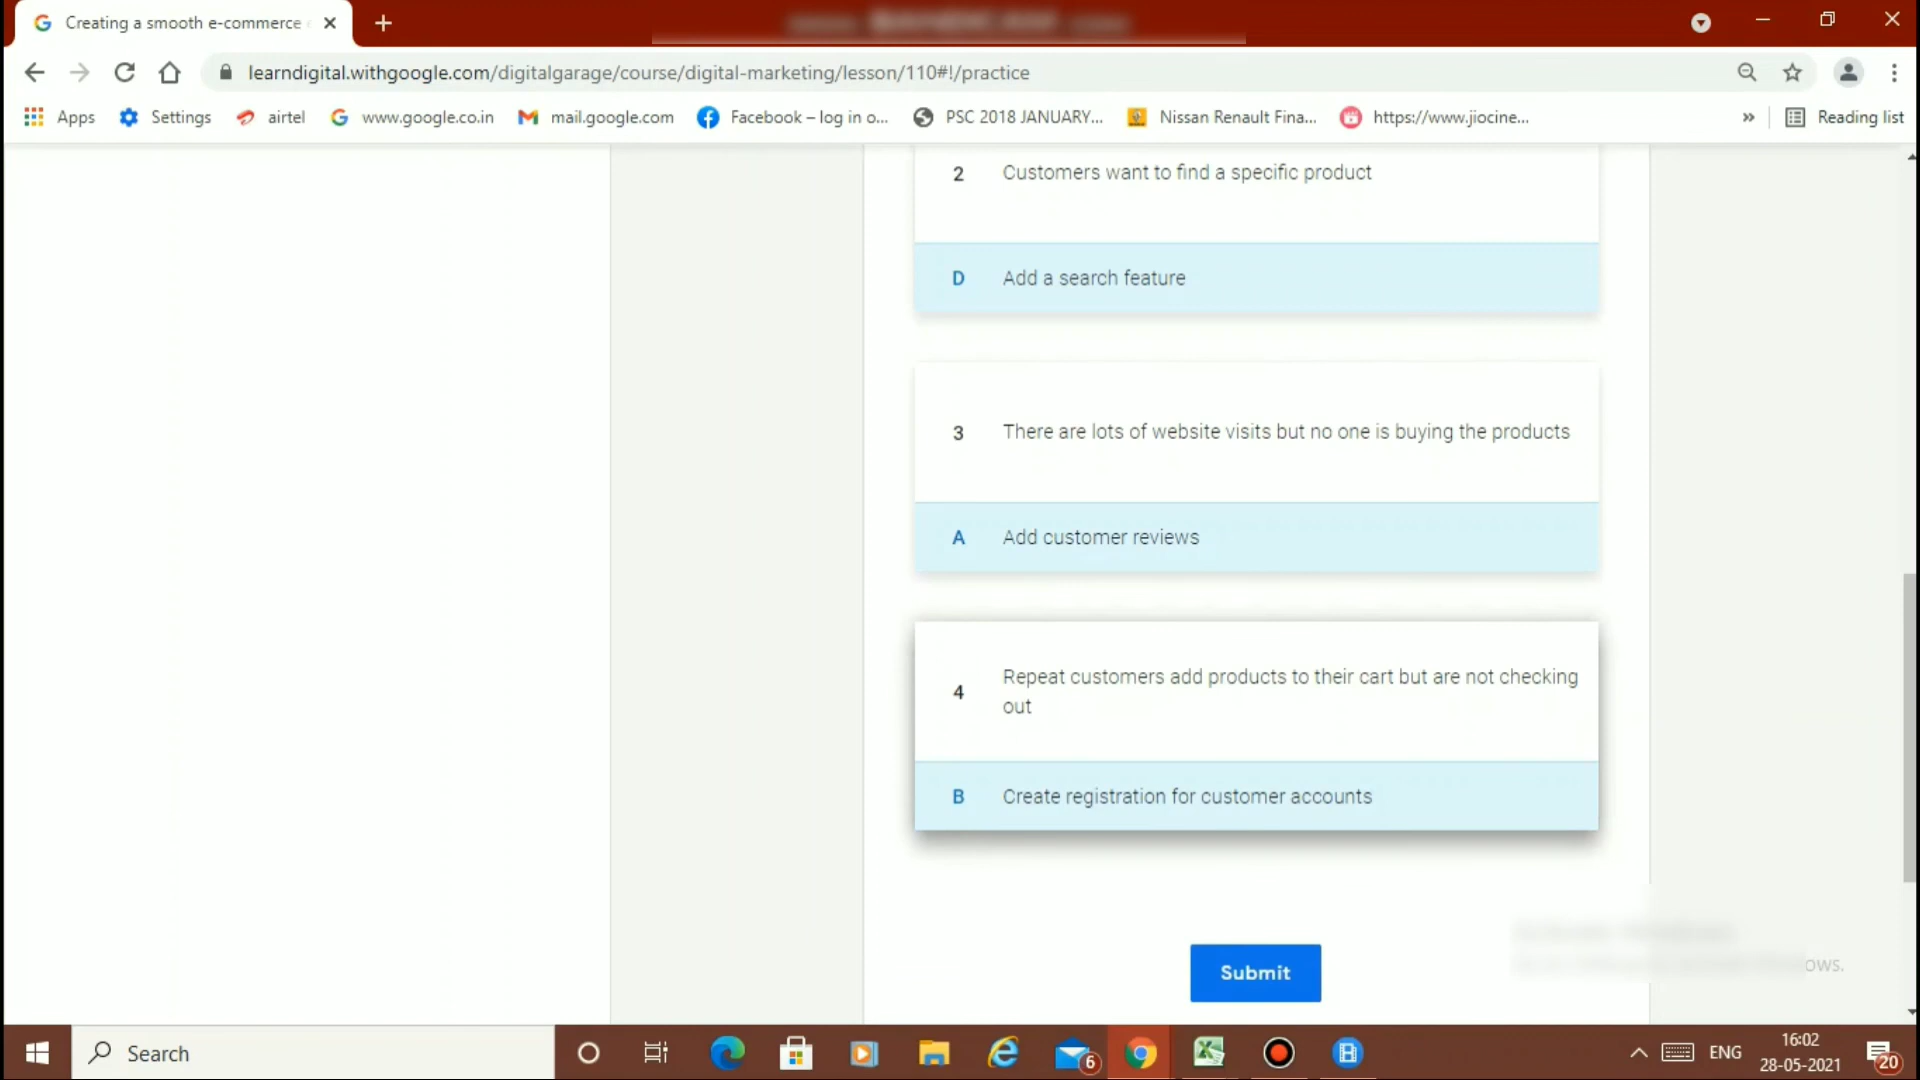 Creating a smooth e-commerce
learndigital.withgoogle.com/digitalgarage/course/digital-marketing/lesson/110#!/practice
Apps Settings airtel www.google.co.in mail.google.com Facebook – log in o... PSC 2018 JANUARY... Nissan Renault Fina... https://www.jiocine... » Reading list
2 Customers want to find a specific product
D Add a search feature
3 There are lots of website visits but no one is buying the products
A Add customer reviews
4 Repeat customers add products to their cart but are not checking
out
B Create registration for customer accounts
Submit
ows.
Search
6
ENG
16:02
28-05-2021
20